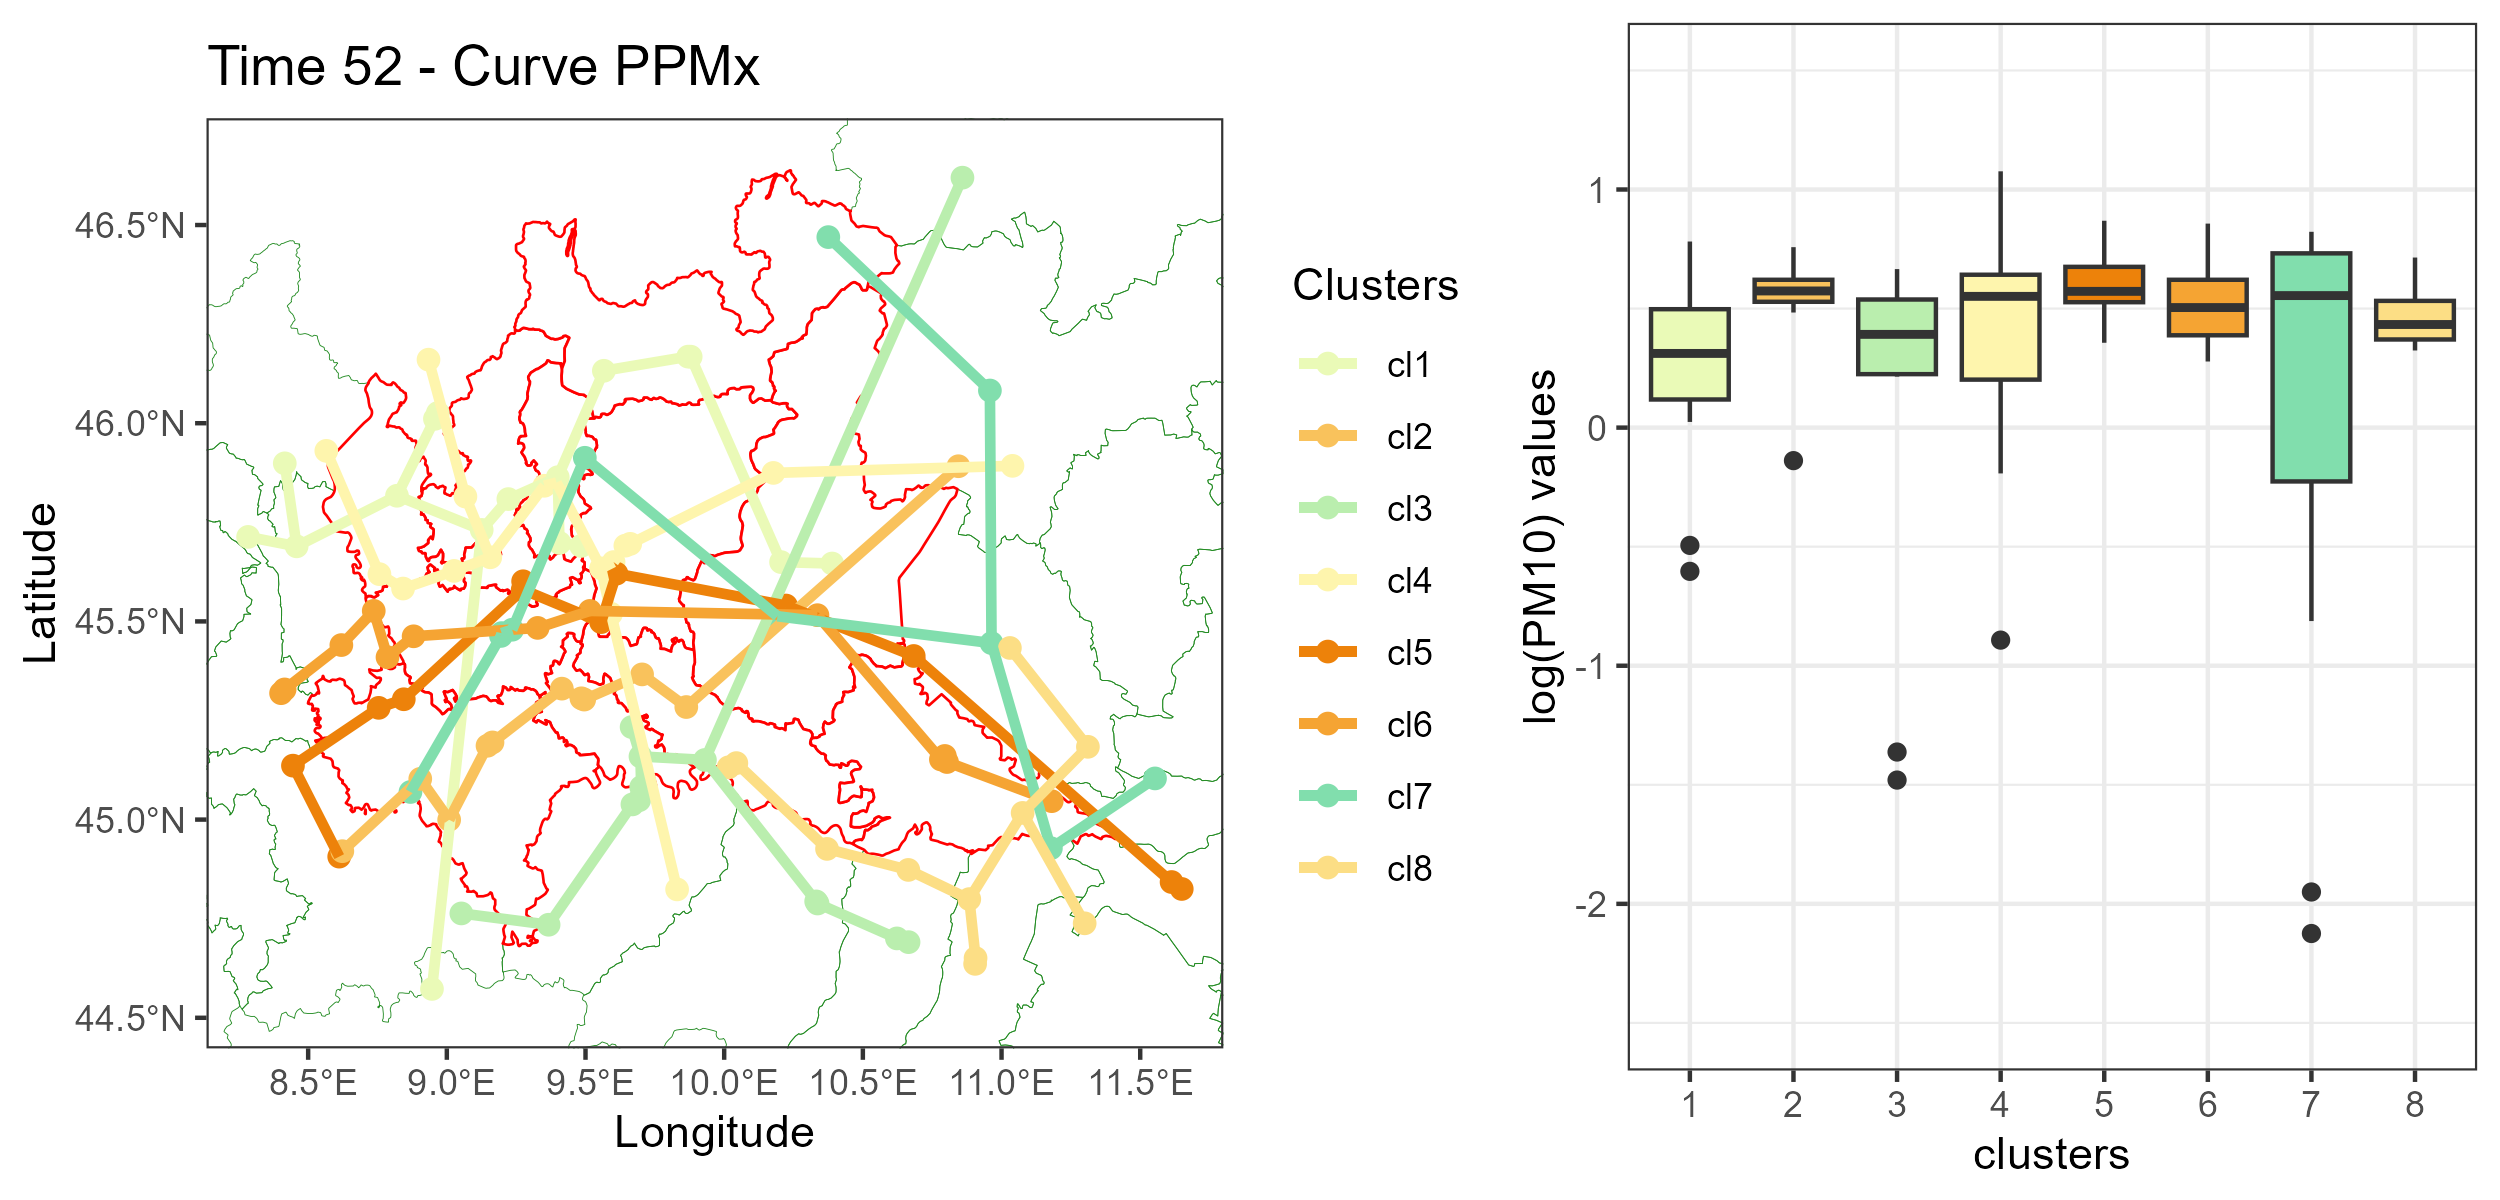 Time 52 - Curve PPMx
46.5°N
46.0°N
45.5°N
45.0°N
44.5°N
Latitude
8.5°E 9.0°E 9.5°E 10.0°E 10.5°E 11.0°E 11.5°E
Longitude
Clusters
cl1
cl2
cl3
cl4
cl5
cl6
cl7
cl8
1
0
-1
-2
log(PM10) values
1 2 3 4 5 6 7 8
clusters